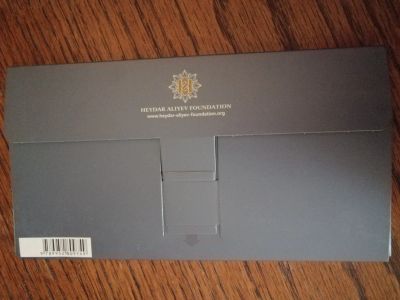 HEYDAR ALIYEV FOUNDATION
www.heydar-aliyev-foundation.org